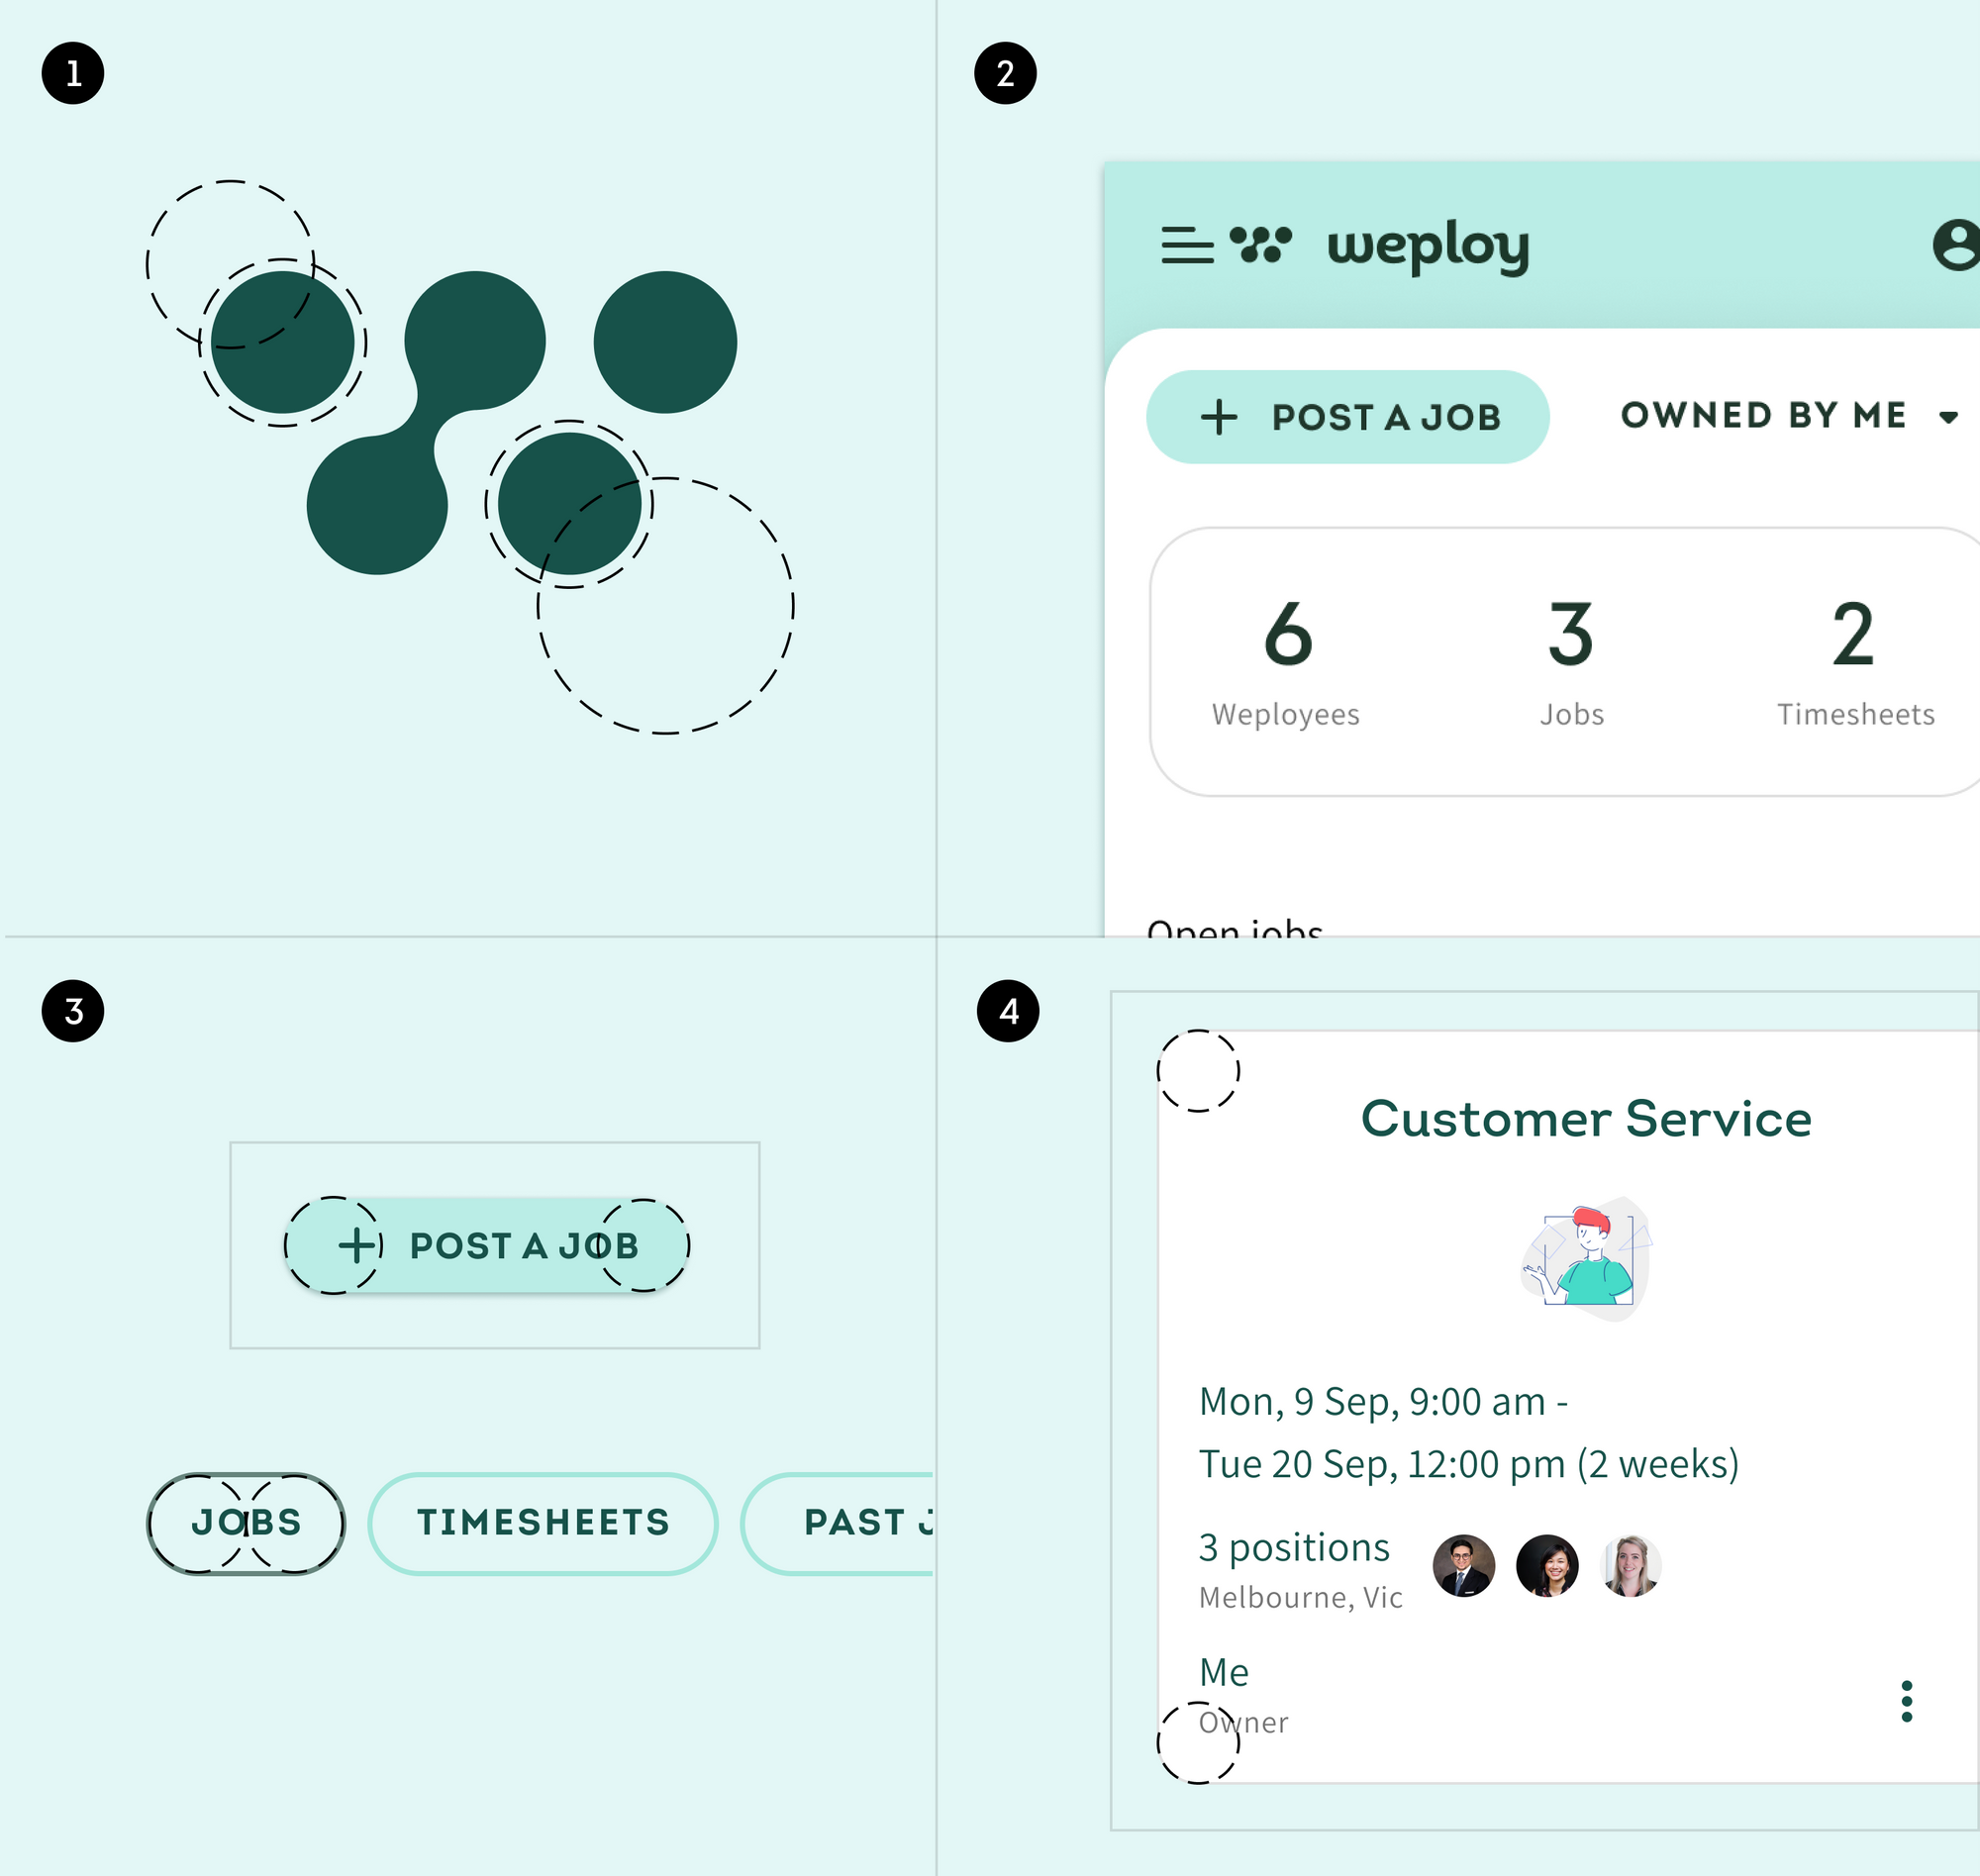 1
2
weploy
POST A JOB
OWNED BY ME
6
3
2
Weployees
Jobs
Timesheets
Open jobs
3
POST A JOB
JOBS
TIMESHEETS
PAST J
4
Customer Service
Mon, 9 Sep, 9:00 am -
Tue 20 Sep, 12:00 pm (2 weeks)
3 positions
Melbourne, Vic
Me
Owner